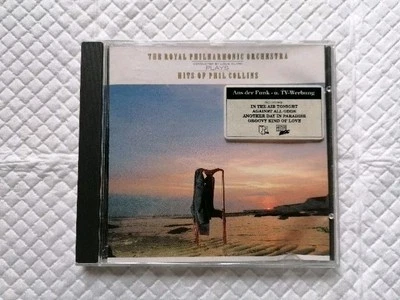 THE ROYAL PHILHARMONIC ORCHESTRA
PLAYS
HITS OF PHIL COLLINS
Aus der Funk- u. TV-Werbung
IN THE AIR TONIGHT
AGAINST ALL ODDS
ANOTHER DAY IN PARADISE
GROOVY KIND OF LOVE